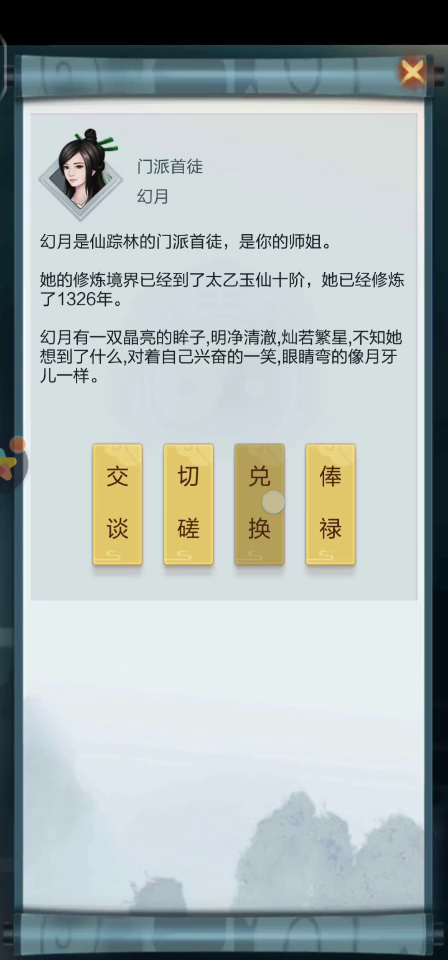 门派首徒
幻月
幻月是仙踪林的门派首徒，是你的师姐。
她的修炼境界已经到了太乙玉仙十阶，她已经修炼
了1326年。
幻月有一双晶亮的眸子,明净清澈,灿若繁星,不知她
想到了什么,对着自己兴奋的一笑,眼睛弯的像月牙
儿一样。
交谈
切磋
兑换
俸禄